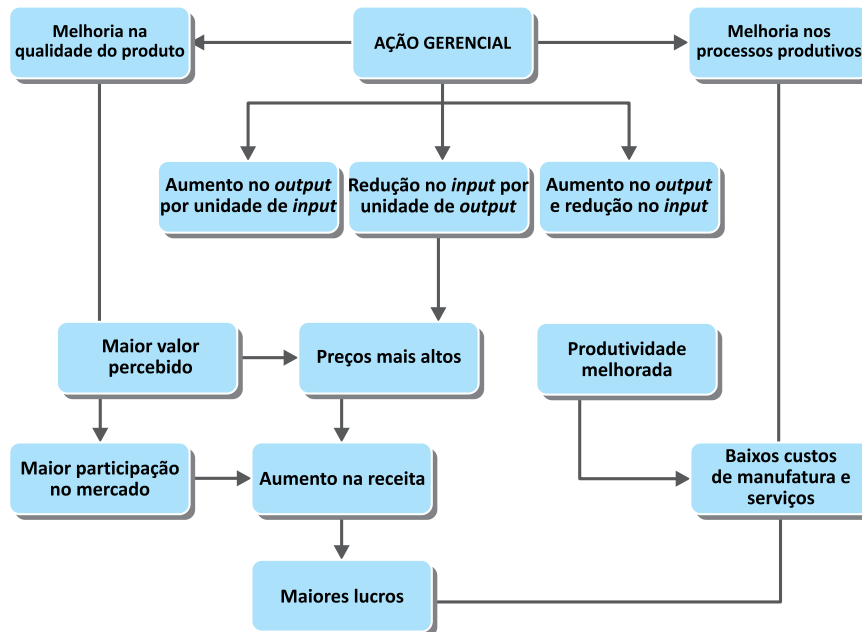 Melhoria na
qualidade do produto
AÇÃO GERENCIAL
Melhoria nos
processos produtivos
Aumento no output
por unidade de input
Redução no input por
unidade de output
Aumento no output
e redução no input
Maior valor
percebido
Preços mais altos
Produtividade
melhorada
Maior participação
no mercado
Aumento na receita
Baixos custos
de manufatura e
serviços
Maiores lucros